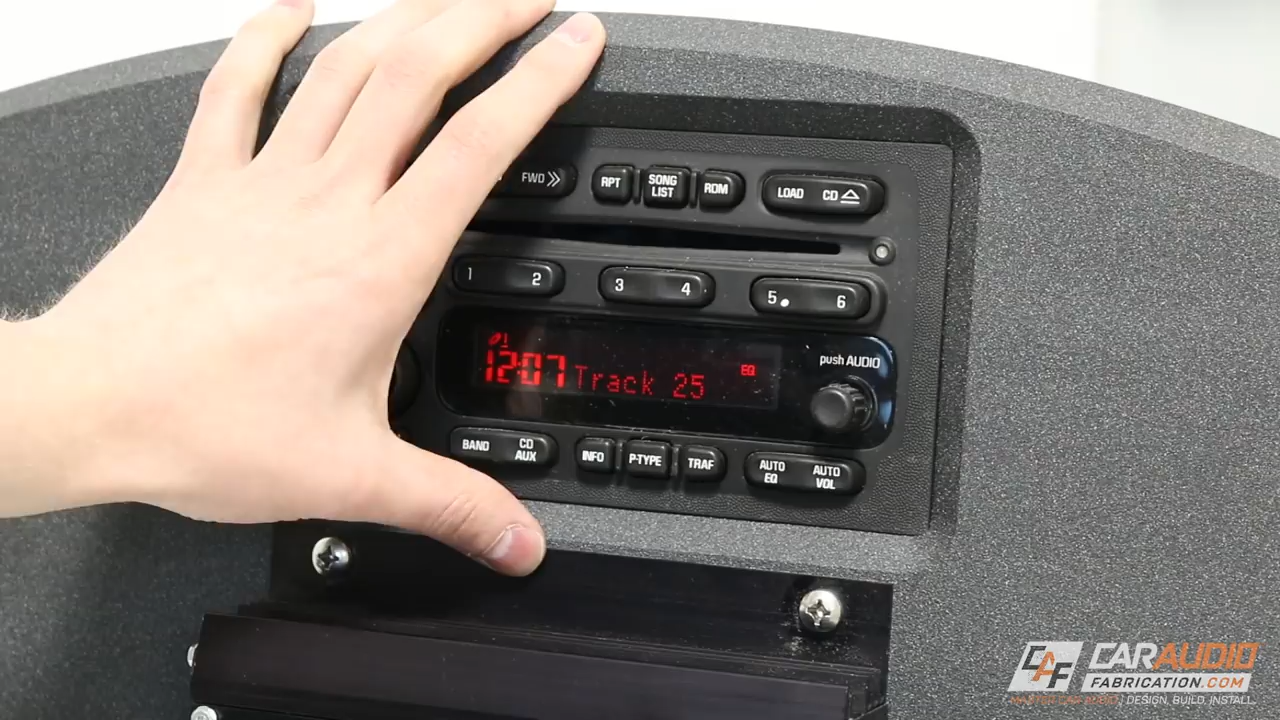 FWD
RPT
SONG
LIST
RDM
LOAD CD
1 2
3 4
5 6
push AUDIO
12:07 Track 25 EQ
BAND CD
AUX
INFO
P-TYPE
TRAF
AUTO
EQ
AUTO
VOL
CAF
CARAUDIO
FABRICATION.COM
DESIGN. BUILD. INSTALL.